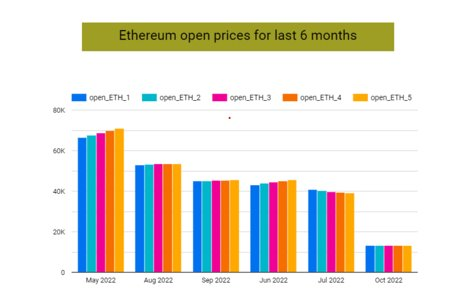 Ethereum open prices for last 6 months
open_ETH_1 open_ETH_2 open_ETH_3 open_ETH_4 open_ETH_5
80K
60K
40K
20K
0
May 2022 Aug 2022 Sep 2022 Jun 2022 Jul 2022 Oct 2022